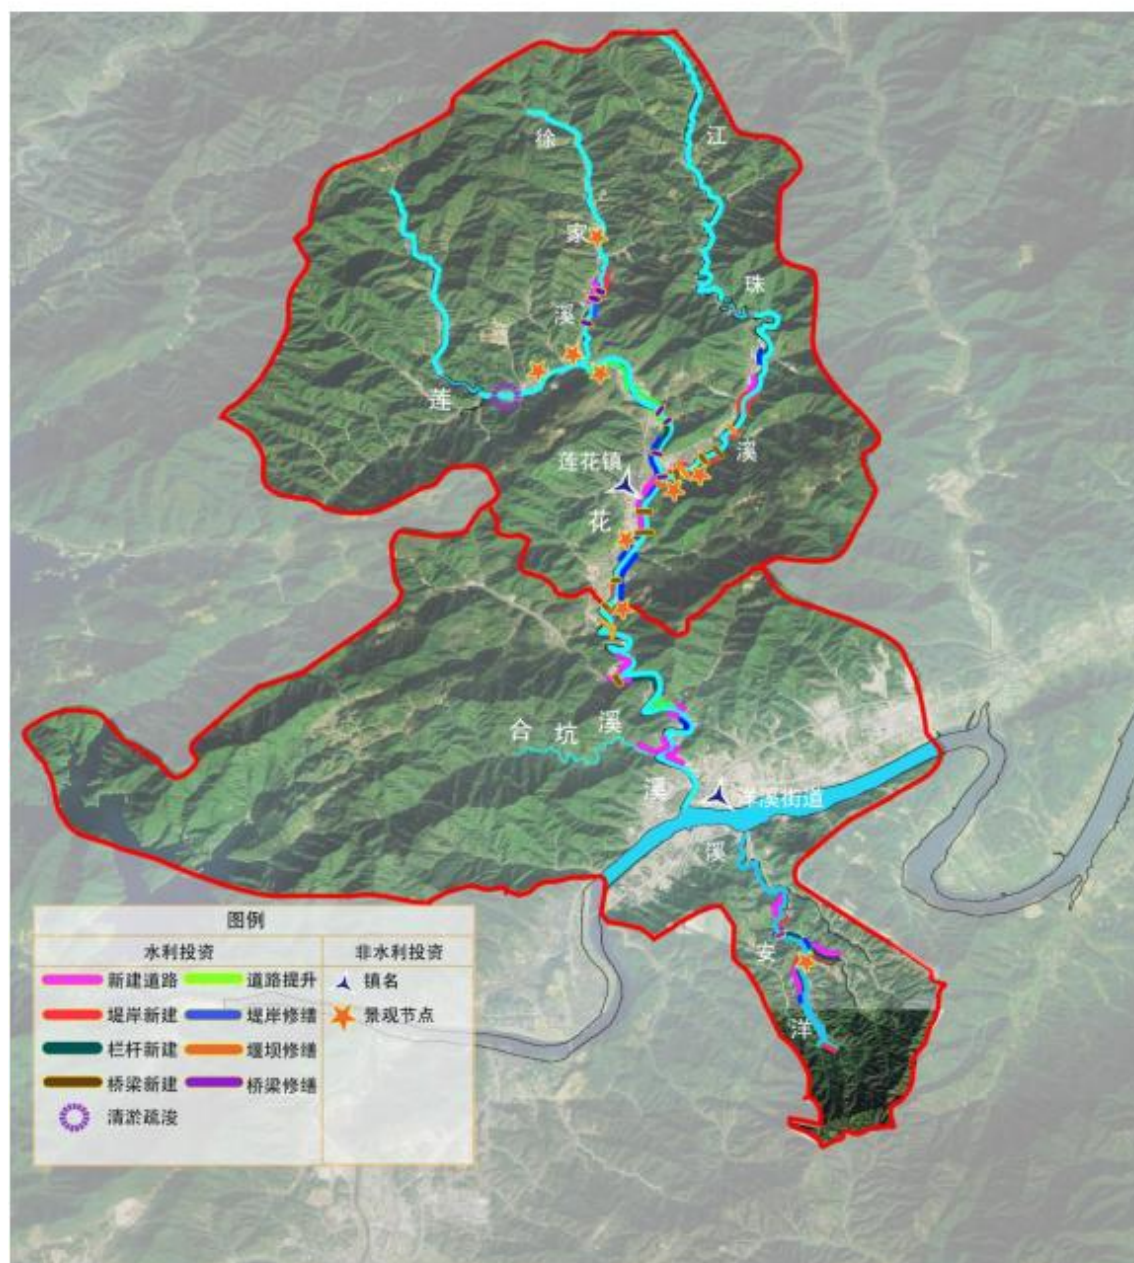 徐
江
家
珠
溪
莲
溪
莲花镇
花
合坑溪
溪
洋溪街道
溪
安
洋
图例
水利投资 非水利投资
新建道路 道路提升 镇名
堤岸新建 堤岸修缮 景观节点
栏杆新建 堰坝修缮
桥梁新建 桥梁修缮
清淤疏浚